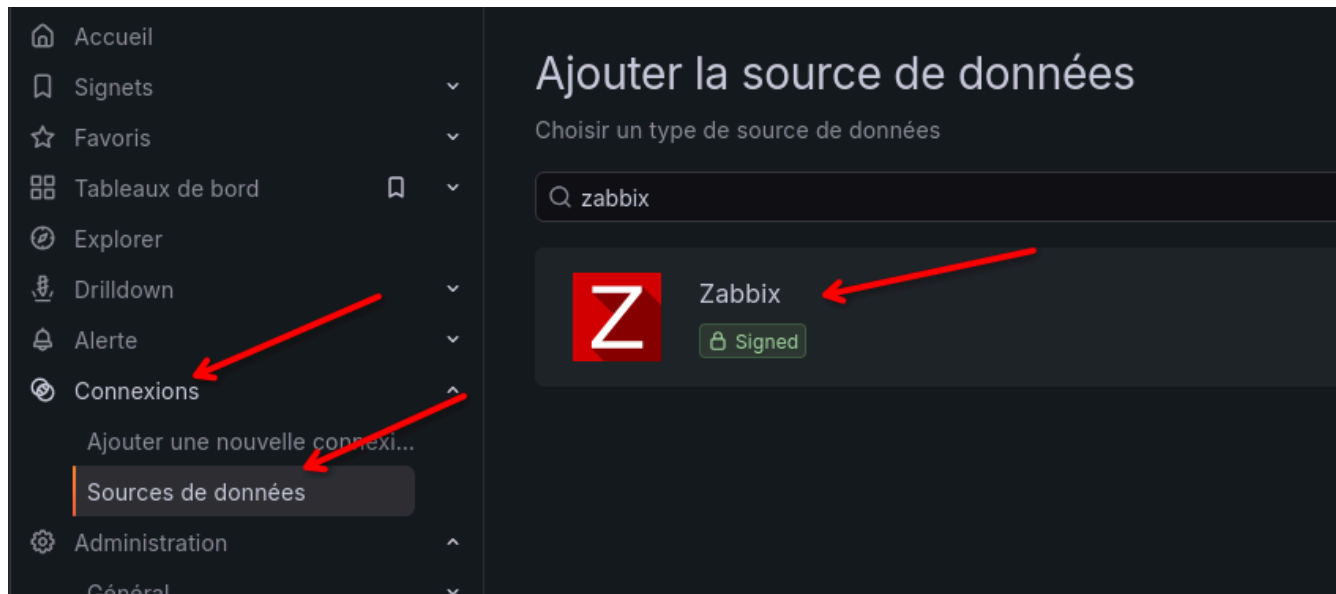 Accueil
Signets
Favoris
Tableaux de bord
Explorer
Drilldown
Alerte
Connexions
Ajouter une nouvelle connexi...
Sources de données
Administration
Général
Ajouter la source de données
Choisir un type de source de données
zabbix
Z
Zabbix
Signed